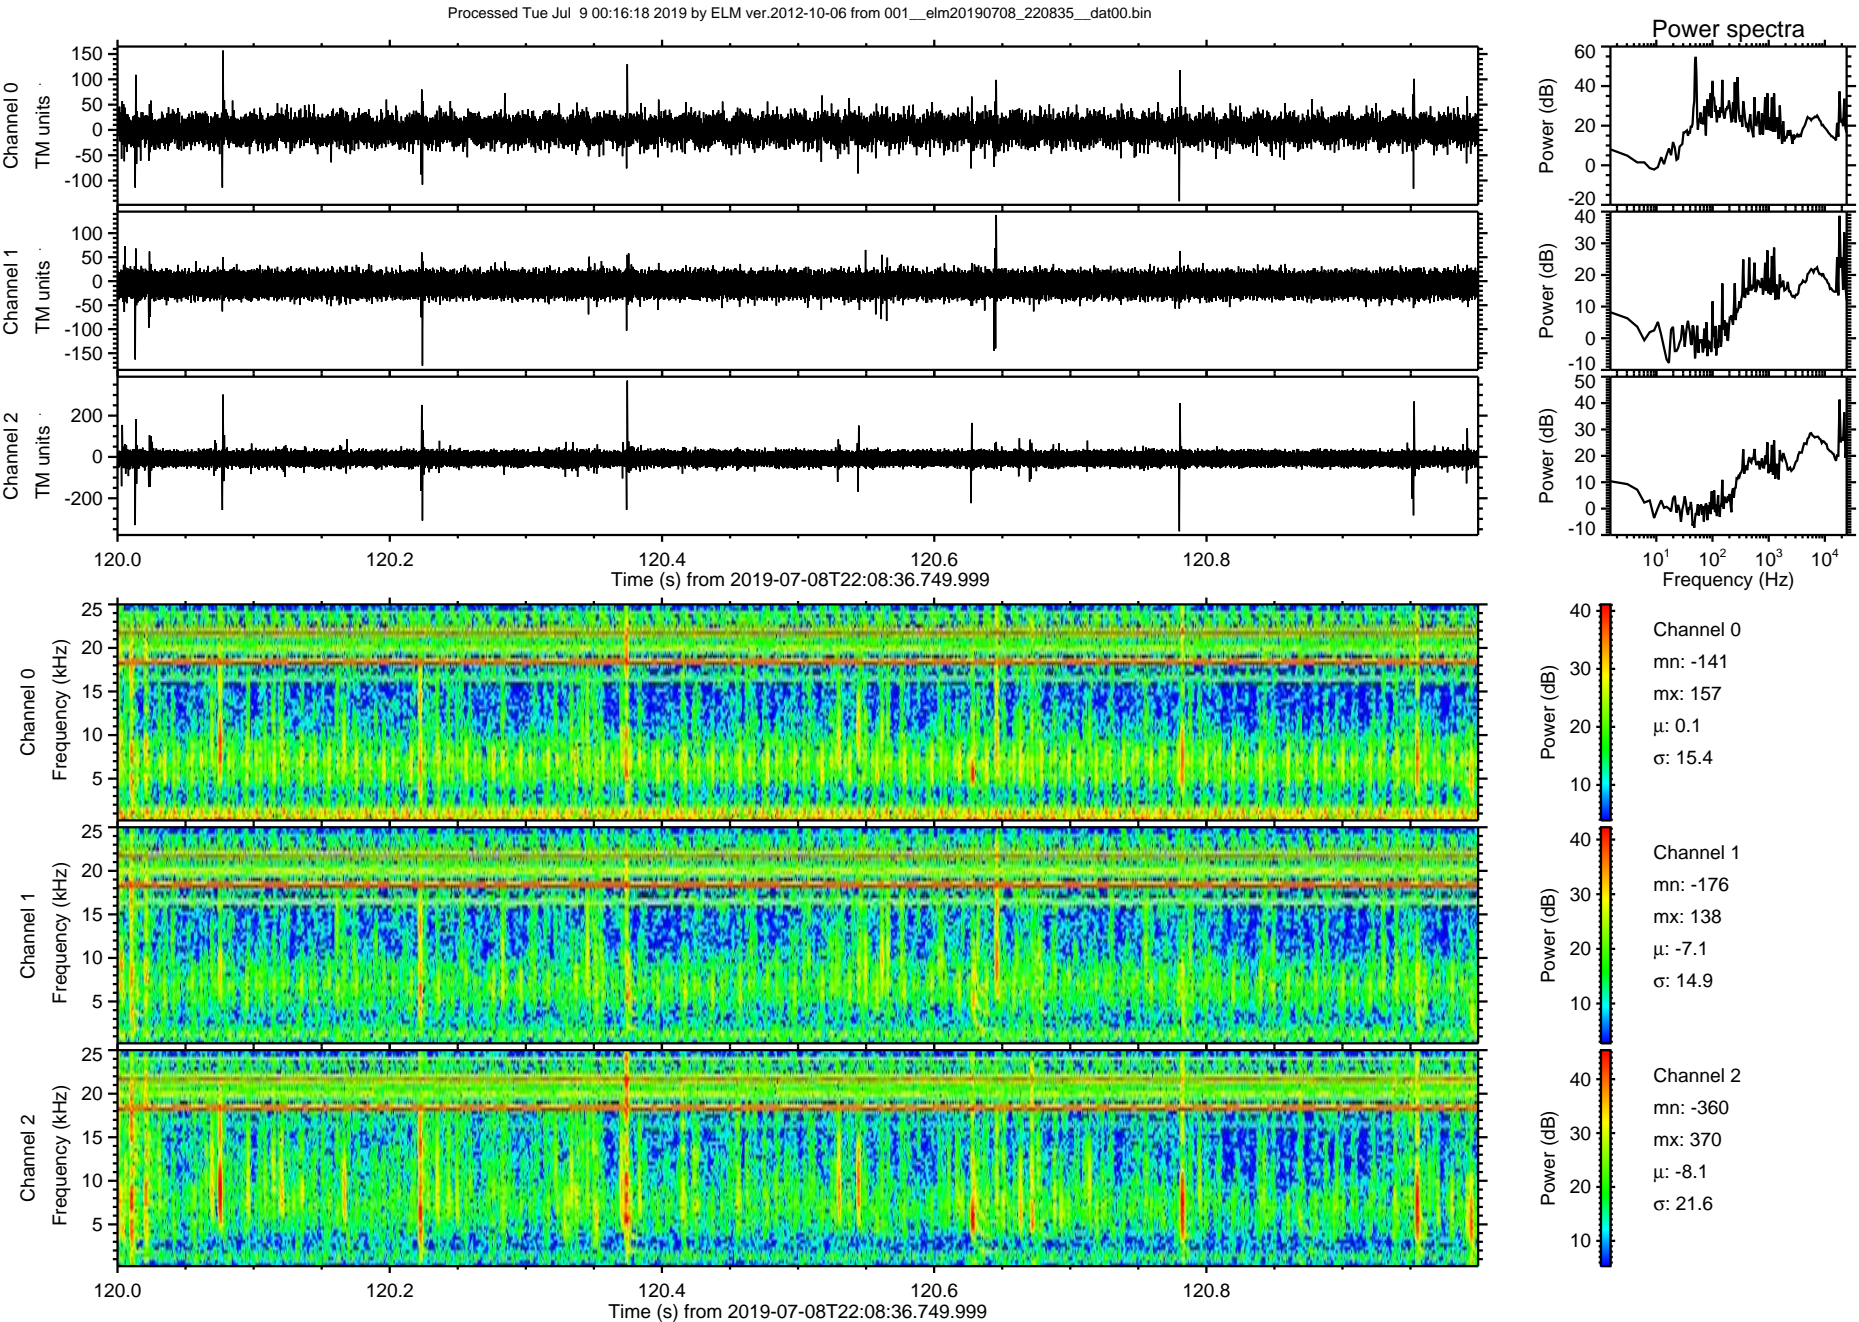 Processed Tue Jul  9 00:16:18 2019 by ELM ver.2012-10-06 from 001__elm20190708_220835__dat00.bin
Power spectra
Channel 0
TM units
150
100
50
0
-50
-100
Power (dB)
60
40
20
0
-20
Channel 1
TM units
100
50
0
-50
-100
-150
Power (dB)
40
30
20
10
0
-10
Channel 2
TM units
200
0
-200
Power (dB)
50
40
30
20
10
0
-10
120.0 120.2 120.4 120.6 120.8
Time (s) from 2019-07-08T22:08:36.749.999
10^1 10^2 10^3 10^4
Frequency (Hz)
Channel 0
Frequency (kHz)
25
20
15
10
5
Power (dB)
40
30
20
10
Channel 0
mn: -141
mx: 157
μ: 0.1
σ: 15.4
Channel 1
Frequency (kHz)
25
20
15
10
5
Power (dB)
40
30
20
10
Channel 1
mn: -176
mx: 138
μ: -7.1
σ: 14.9
Channel 2
Frequency (kHz)
25
20
15
10
5
Power (dB)
40
30
20
10
Channel 2
mn: -360
mx: 370
μ: -8.1
σ: 21.6
120.0 120.2 120.4 120.6 120.8
Time (s) from 2019-07-08T22:08:36.749.999